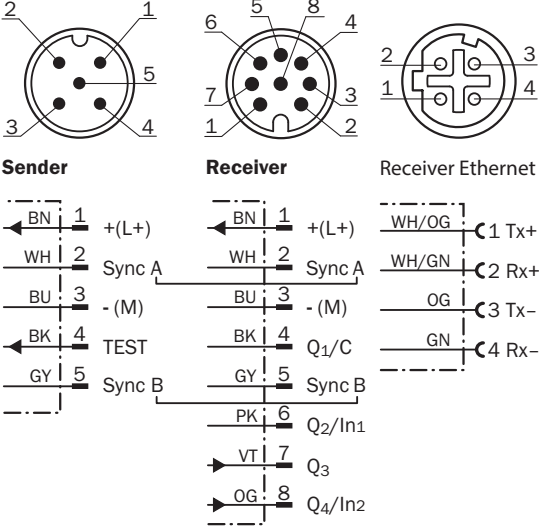 2 1
5
3 4
5 8
6 4
7 3
1 2
2 3
1 4
Sender
Receiver
Receiver Ethernet
BN 1 +(L+)
WH 2 Sync A
BU 3 - (M)
BK 4 TEST
GY 5 Sync B
BN 1 +(L+)
WH 2 Sync A
BU 3 - (M)
BK 4 Q1/C
GY 5 Sync B
PK 6 Q2/In1
VT 7 Q3
OG 8 Q4/In2
WH/OG 1 Tx+
WH/GN 2 Rx+
OG 3 Tx–
GN 4 Rx–